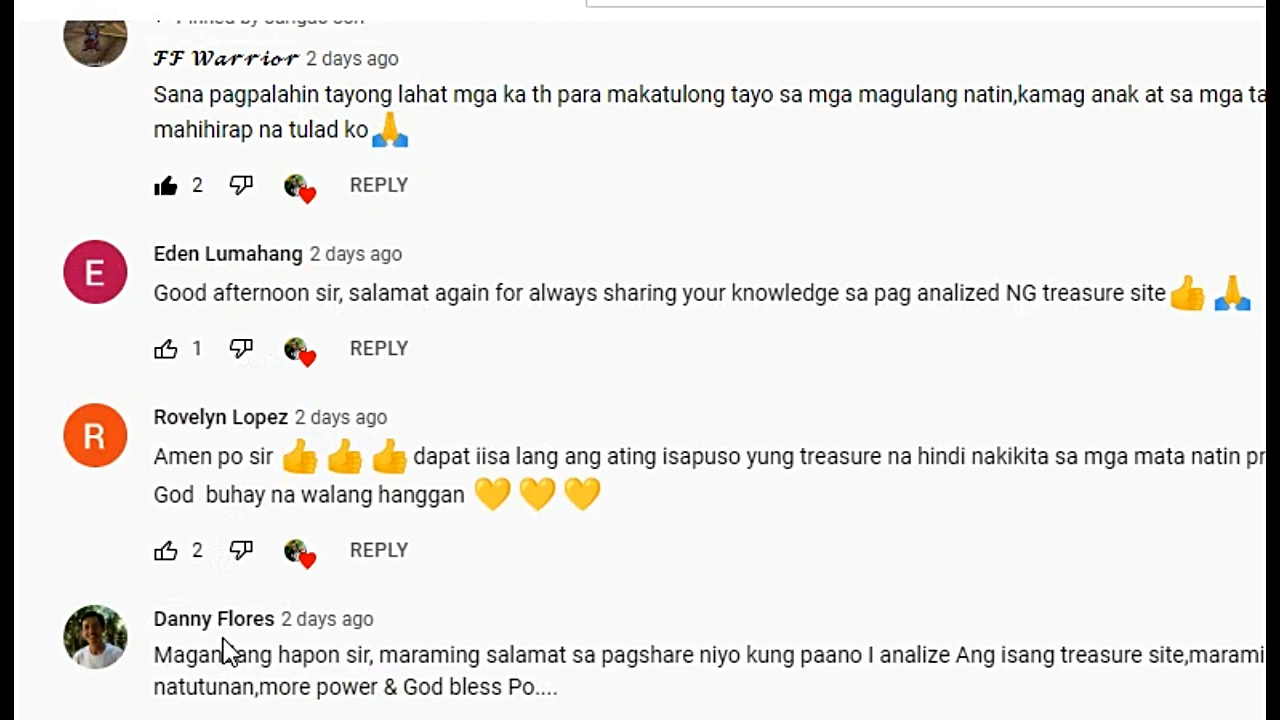 Pinned by
FF Warrior 2 days ago
Sana pagpalahin tayong lahat mga ka th para makatulong tayo sa mga magulang natin,kamag anak at sa mga ta
mahihirap na tulad ko🙏
2 REPLY
E
Eden Lumahang 2 days ago
Good afternoon sir, salamat again for always sharing your knowledge sa pag analized NG treasure site👍🙏
1 REPLY
R
Rovelyn Lopez 2 days ago
Amen po sir 👍👍👍 dapat iisa lang ang ating isapuso yung treasure na hindi nakikita sa mga mata natin pr
God buhay na walang hanggan 💛💛💛
2 REPLY
Danny Flores 2 days ago
hapon sir, maraming salamat sa pagshare niyo kung paano I analize Ang isang treasure site,marami
natutunan,more power & God bless Po....